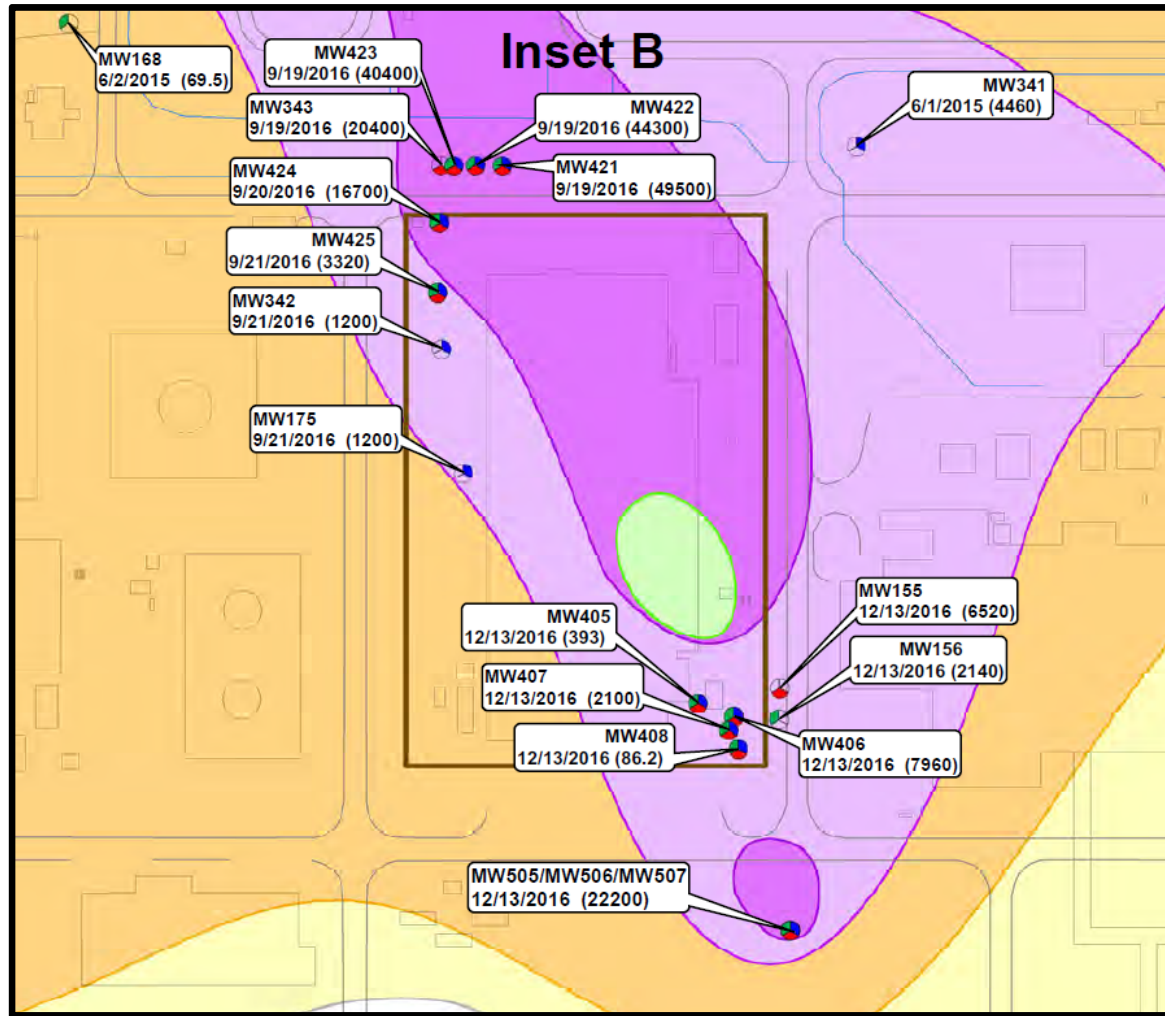 Inset B
MW168
6/2/2015 (69.5)
MW423
9/19/2016 (40400)
MW343
9/19/2016 (20400)
MW422
9/19/2016 (44300)
MW341
6/1/2015 (4460)
MW424
9/20/2016 (16700)
MW421
9/19/2016 (49500)
MW425
9/21/2016 (3320)
MW342
9/21/2016 (1200)
MW175
9/21/2016 (1200)
MW405
12/13/2016 (393)
MW155
12/13/2016 (6520)
MW156
12/13/2016 (2140)
MW407
12/13/2016 (2100)
MW408
12/13/2016 (86.2)
MW406
12/13/2016 (7960)
MW505/MW506/MW507
12/13/2016 (22200)